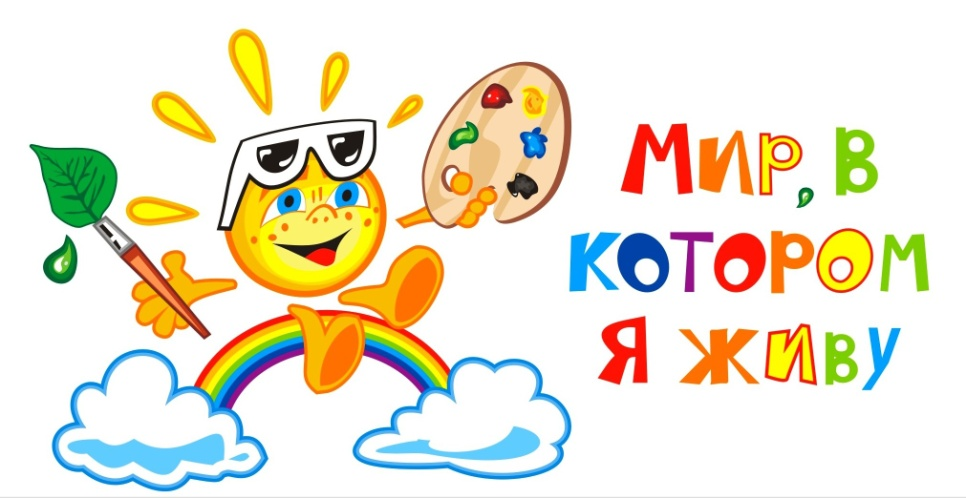 Мир, в
котором
я живу